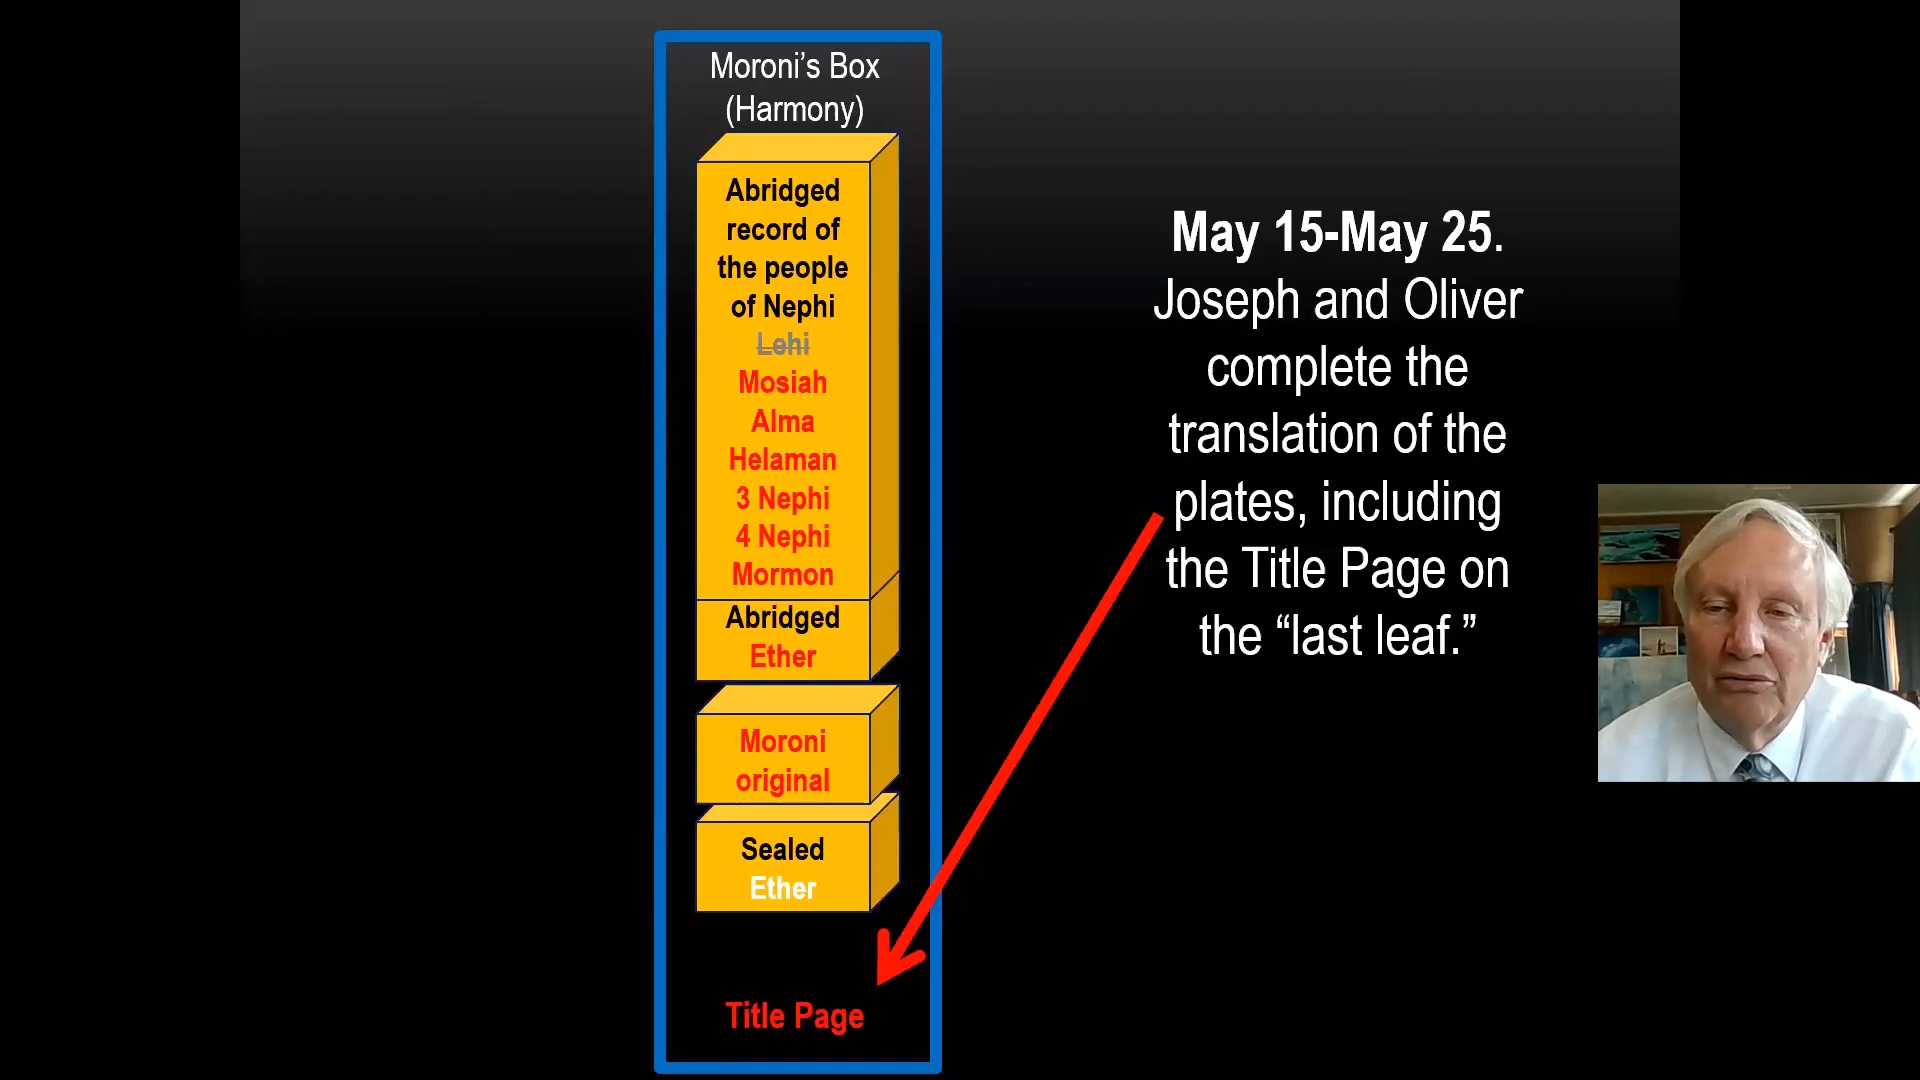 Moroni’s Box
(Harmony)
Abridged
record of
the people
of Nephi
Lehi
Mosiah
Alma
Helaman
3 Nephi
4 Nephi
Mormon
Abridged
Ether
Moroni
original
Sealed
Ether
Title Page
May 15-May 25.
Joseph and Oliver
complete the
translation of the
plates, including
the Title Page on
the “last leaf.”